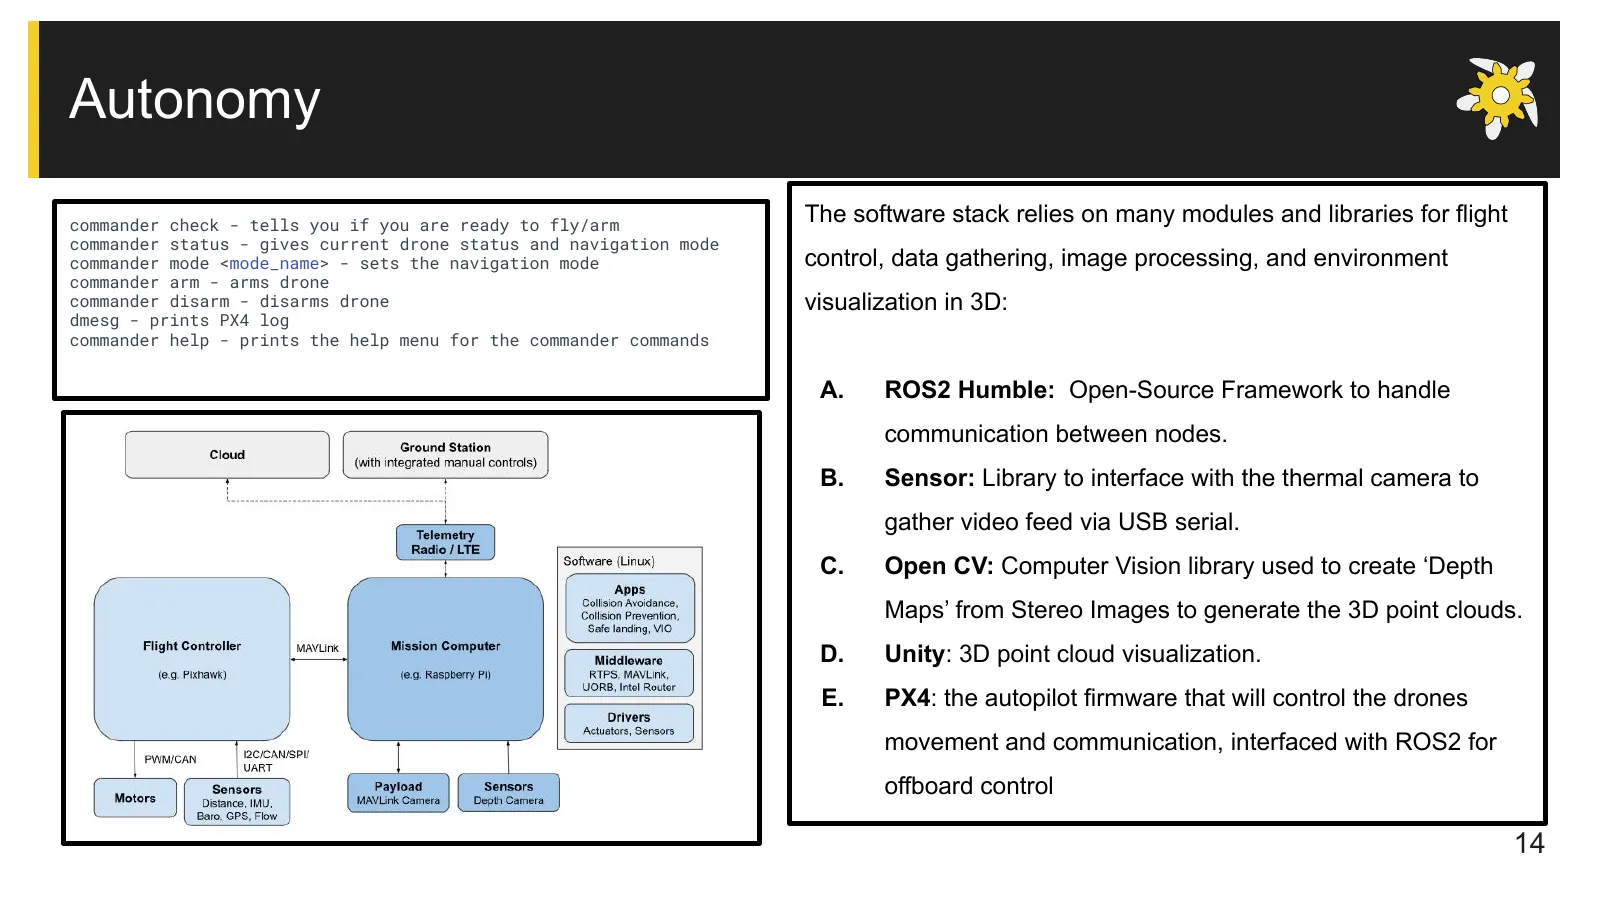 Autonomy
commander check - tells you if you are ready to fly/arm
commander status - gives current drone status and navigation mode
commander mode <mode_name> - sets the navigation mode
commander arm - arms drone
commander disarm - disarms drone
dmesg - prints PX4 log
commander help - prints the help menu for the commander commands
Cloud
Ground Station
(with integrated manual controls)
Telemetry
Radio / LTE
Software (Linux)
Apps
Collision Avoidance,
Collision Prevention,
Safe landing, VIO
Middleware
RTPS, MAVLink,
UORB, Intel Router
Drivers
Actuators, Sensors
Flight Controller
(e.g. Pixhawk)
MAVLink
Mission Computer
(e.g. Raspberry Pi)
PWM/CAN
I2C/CAN/SPI/
UART
Motors
Sensors
Distance, IMU,
Baro, GPS, Flow
Payload
MAVLink Camera
Sensors
Depth Camera
The software stack relies on many modules and libraries for flight
control, data gathering, image processing, and environment
visualization in 3D:
A. ROS2 Humble: Open-Source Framework to handle
communication between nodes.
B. Sensor: Library to interface with the thermal camera to
gather video feed via USB serial.
C. Open CV: Computer Vision library used to create ‘Depth
Maps’ from Stereo Images to generate the 3D point clouds.
D. Unity: 3D point cloud visualization.
E. PX4: the autopilot firmware that will control the drones
movement and communication, interfaced with ROS2 for
offboard control
14